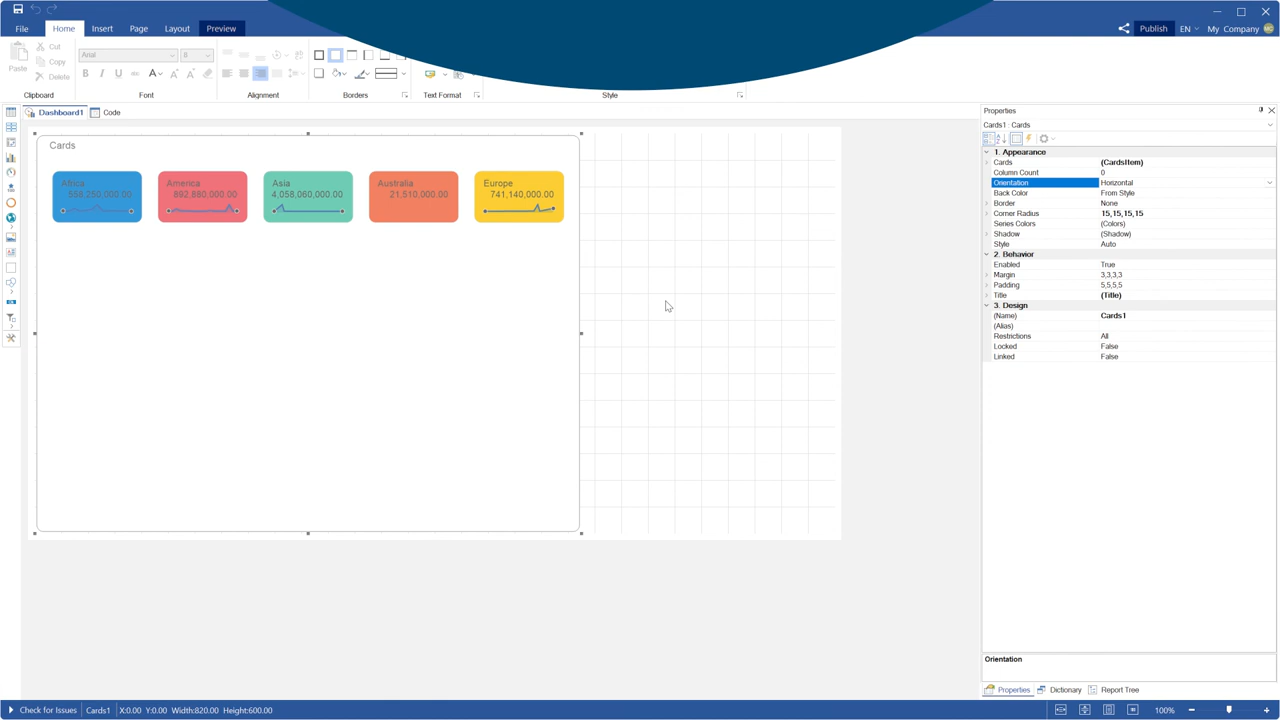 File Home Insert Page Layout Preview Publish EN My Company MC
Paste Cut Copy Delete Arial 8
B I U ab A A A
Clipboard Font Alignment Borders Text Format Style
Dashboard1 Code
Cards
Africa America Asia Australia Europe
558,250,000.00 892,880,000.00 4,058,060,000.00 21,510,000.00 741,140,000.00
Properties
Cards1 : Cards
1. Appearance
Cards (CardsItem)
Column Count 0
Orientation Horizontal
Back Color From Style
Border None
Corner Radius 15,15,15,15
Series Colors (Colors)
Shadow (Shadow)
Style Auto
2. Behavior
Enabled True
Margin 3,3,3,3
Padding 5,5,5,5
Title (Title)
3. Design
(Name) Cards1
(Alias)
Restrictions All
Locked False
Linked False
Orientation
Properties Dictionary Report Tree
Check for Issues Cards1 X:0.00 Y:0.00 Width:820.00 Height:600.00 100%